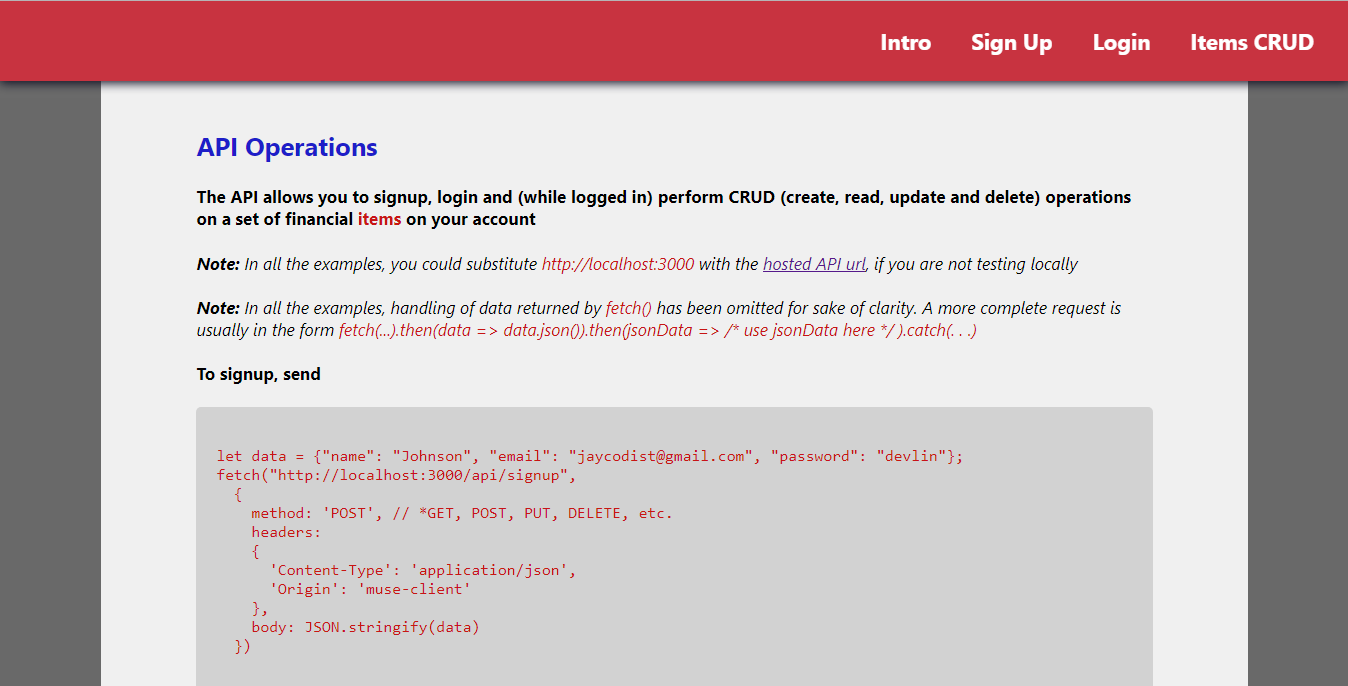 Intro Sign Up Login Items CRUD
API Operations
The API allows you to signup, login and (while logged in) perform CRUD (create, read, update and delete) operations
on a set of financial items on your account
Note: In all the examples, you could substitute http://localhost:3000 with the hosted API url, if you are not testing locally
Note: In all the examples, handling of data returned by fetch() has been omitted for sake of clarity. A more complete request is
usually in the form fetch(...).then(data => data.json()).then(jsonData => /* use jsonData here */ ).catch(. . .)
To signup, send
let data = {"name": "Johnson", "email": "jaycodist@gmail.com", "password": "devlin"};
fetch("http://localhost:3000/api/signup",
{
method: 'POST', // *GET, POST, PUT, DELETE, etc.
headers:
{
'Content-Type': 'application/json',
'Origin': 'muse-client'
},
body: JSON.stringify(data)
})